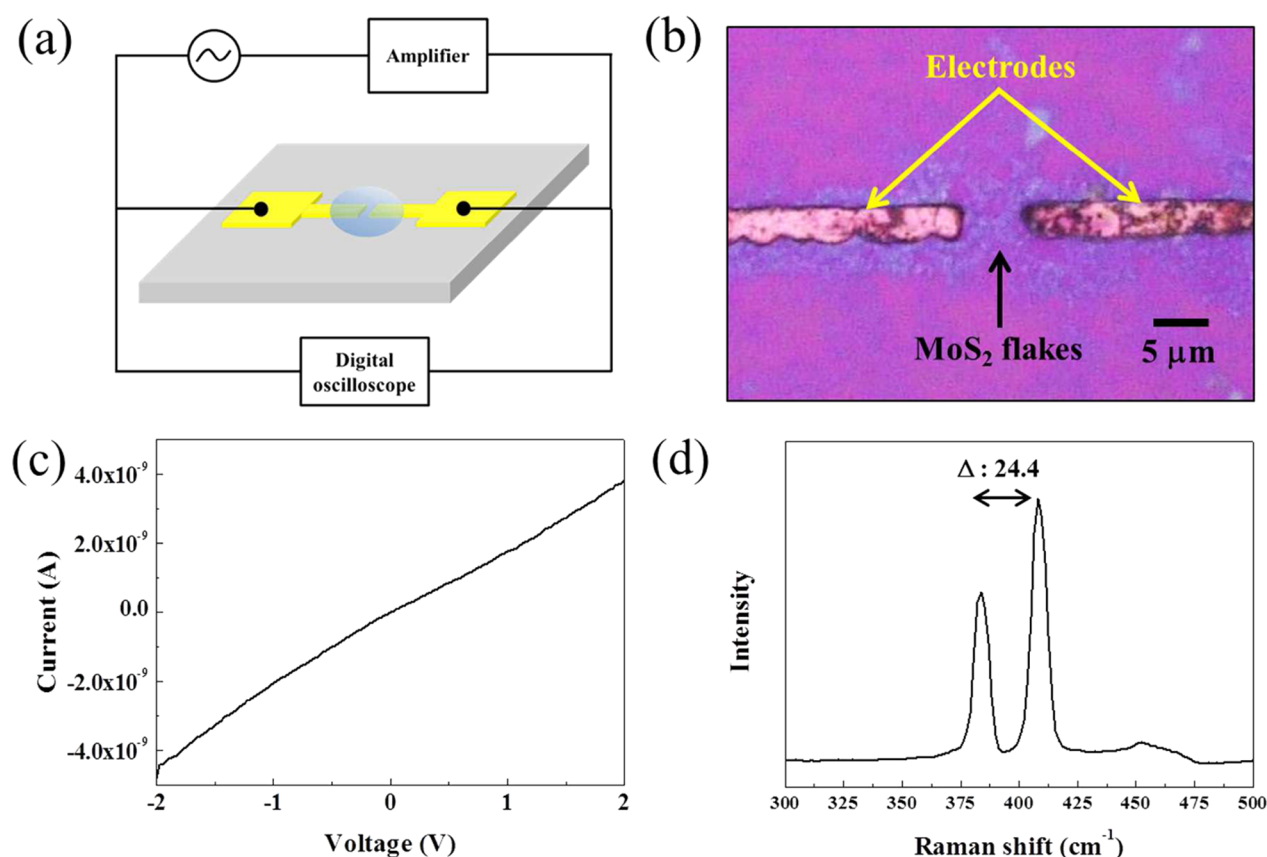 (a)
Amplifier
Digital
oscilloscope
(b)
Electrodes
MoS₂ flakes
5 μm
(c)
Current (A)
4.0x10⁻⁹
2.0x10⁻⁹
0.0
-2.0x10⁻⁹
-4.0x10⁻⁹
-2 -1 0 1 2
Voltage (V)
(d)
Δ : 24.4
Intensity
300 325 350 375 400 425 450 475 500
Raman shift (cm⁻¹)